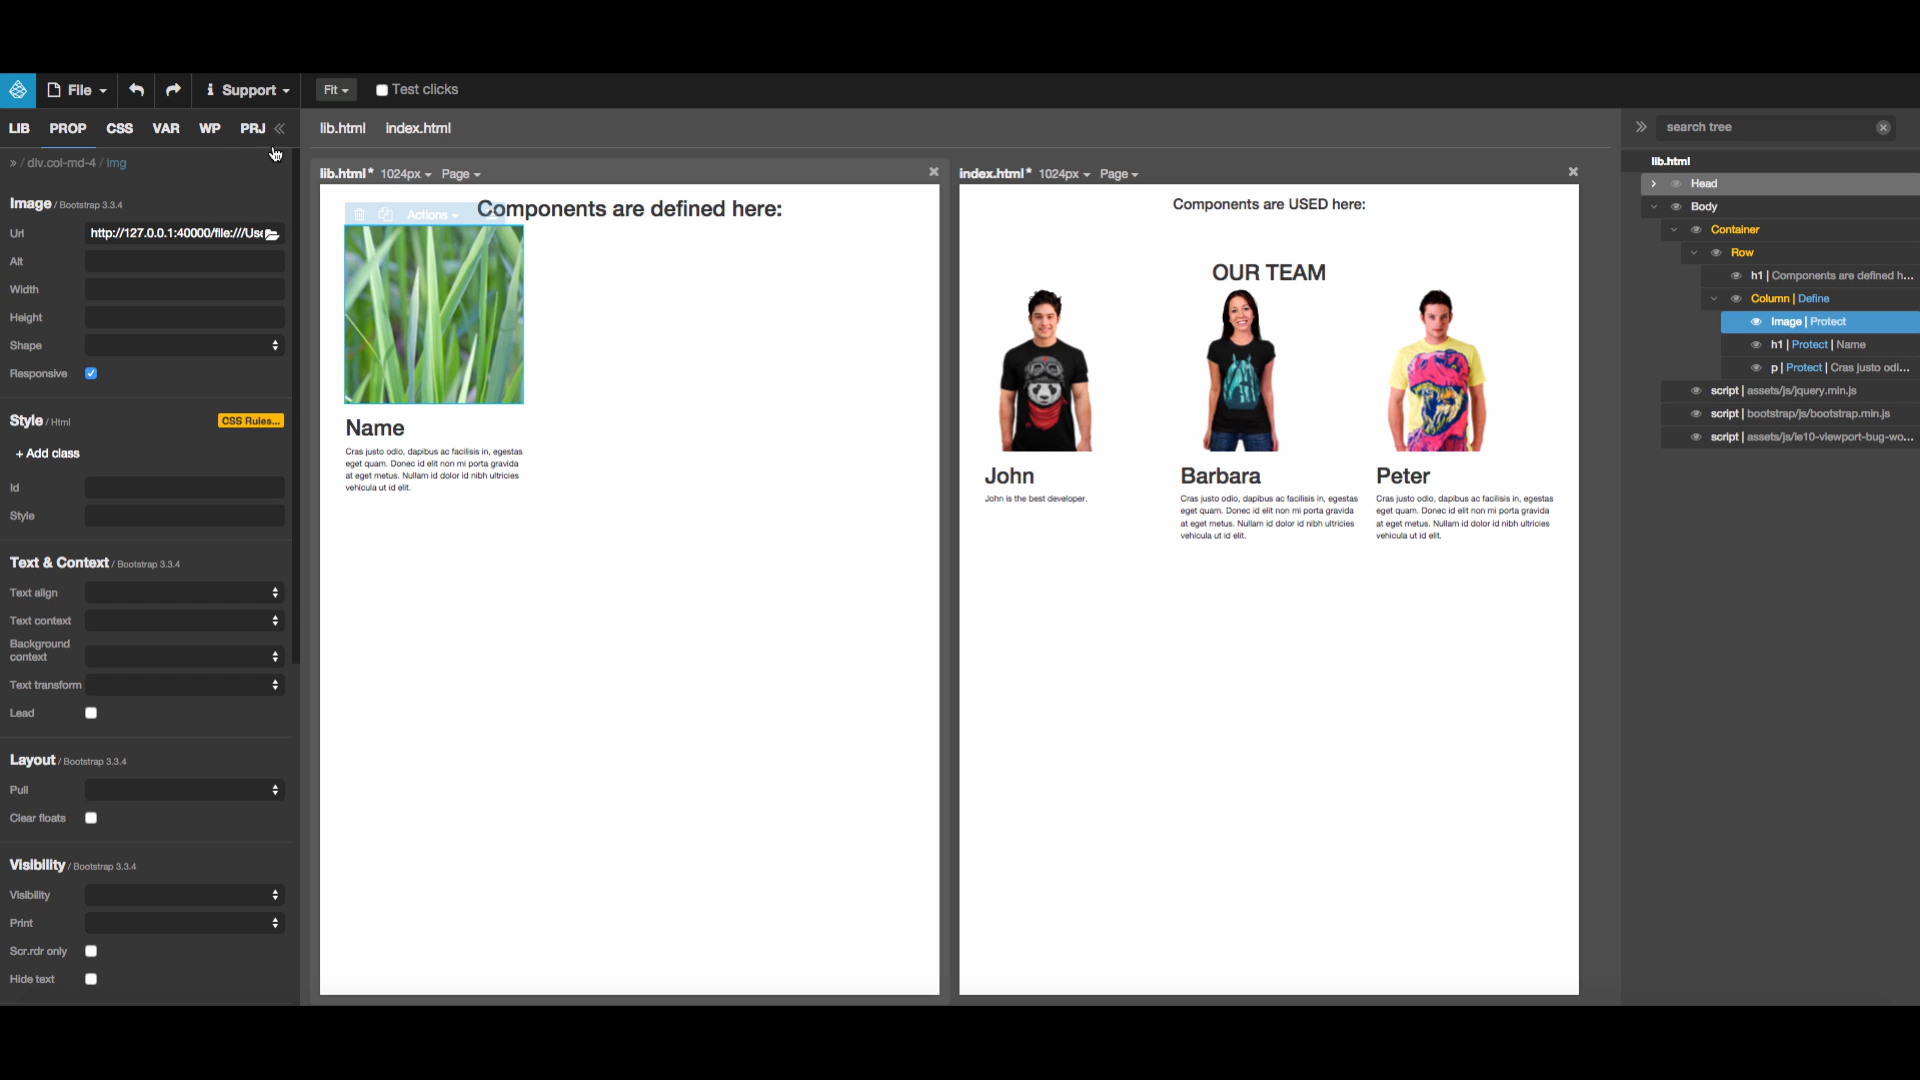 File
Support
Fit
Test clicks
LIB PROP CSS VAR WP PRJ
lib.html index.html
search tree
» / div.col-md-4 / img
Image / Bootstrap 3.3.4
Url http://127.0.0.1:40000/file:///Use
Alt
Width
Height
Shape
Responsive
Style / Html CSS Rules...
+ Add class
Id
Style
Text & Context / Bootstrap 3.3.4
Text align
Text context
Background
context
Text transform
Lead
Layout / Bootstrap 3.3.4
Pull
Clear floats
Visibility / Bootstrap 3.3.4
Visibility
Print
Scr.rdr only
Hide text
lib.html* 1024px Page
Actions
Components are defined here:
Name
Cras justo odio, dapibus ac facilisis in, egestas
eget quam. Donec id elit non mi porta gravida
at eget metus. Nullam id dolor id nibh ultricies
vehicula ut id elit.
index.html* 1024px Page
Components are USED here:
OUR TEAM
John
John is the best developer.
Barbara
Cras justo odio, dapibus ac facilisis in, egestas
eget quam. Donec id elit non mi porta gravida
at eget metus. Nullam id dolor id nibh ultricies
vehicula ut id elit.
Peter
Cras justo odio, dapibus ac facilisis in, egestas
eget quam. Donec id elit non mi porta gravida
at eget metus. Nullam id dolor id nibh ultricies
vehicula ut id elit.
lib.html
Head
Body
Container
Row
h1 | Components are defined h...
Column | Define
Image | Protect
h1 | Protect | Name
p | Protect | Cras justo odi...
script | assets/js/jquery.min.js
script | bootstrap/js/bootstrap.min.js
script | assets/js/ie10-viewport-bug-wo...